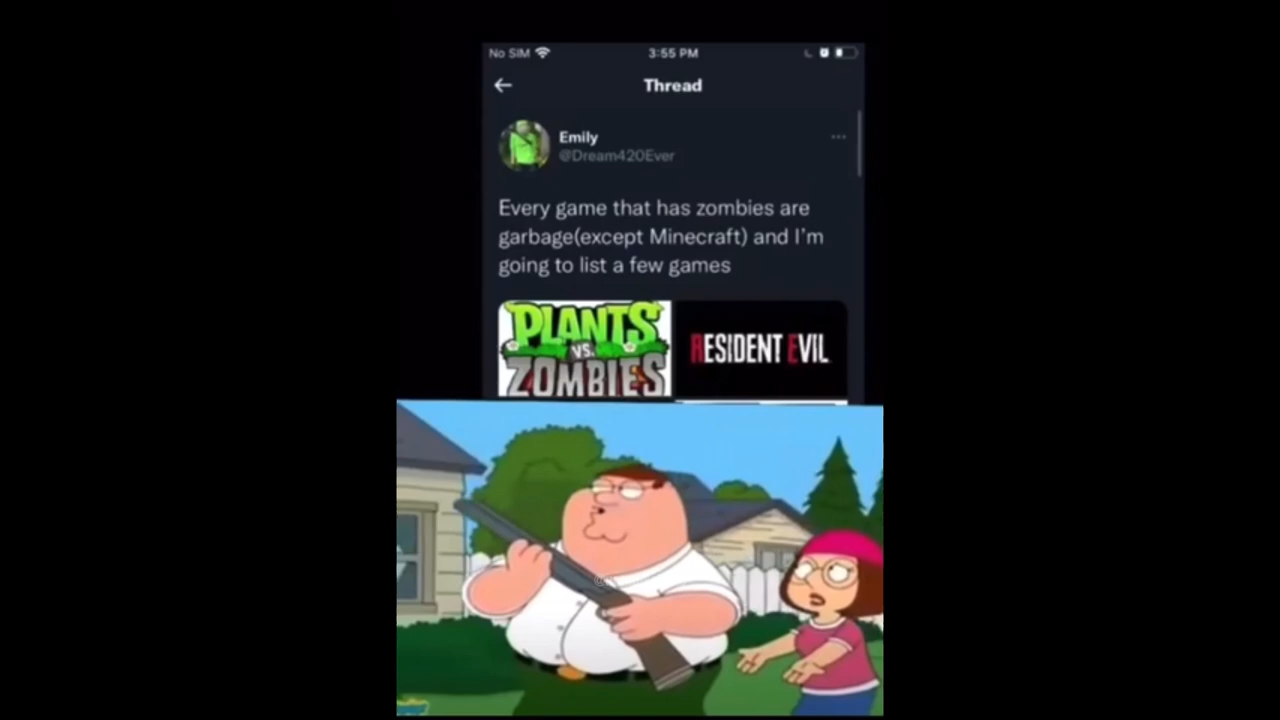 No SIM 3:55 PM
Thread
Emily
@Dream420Ever
Every game that has zombies are
garbage(except Minecraft) and I'm
going to list a few games
PLANTS
VS.
ZOMBIES
RESIDENT EVIL